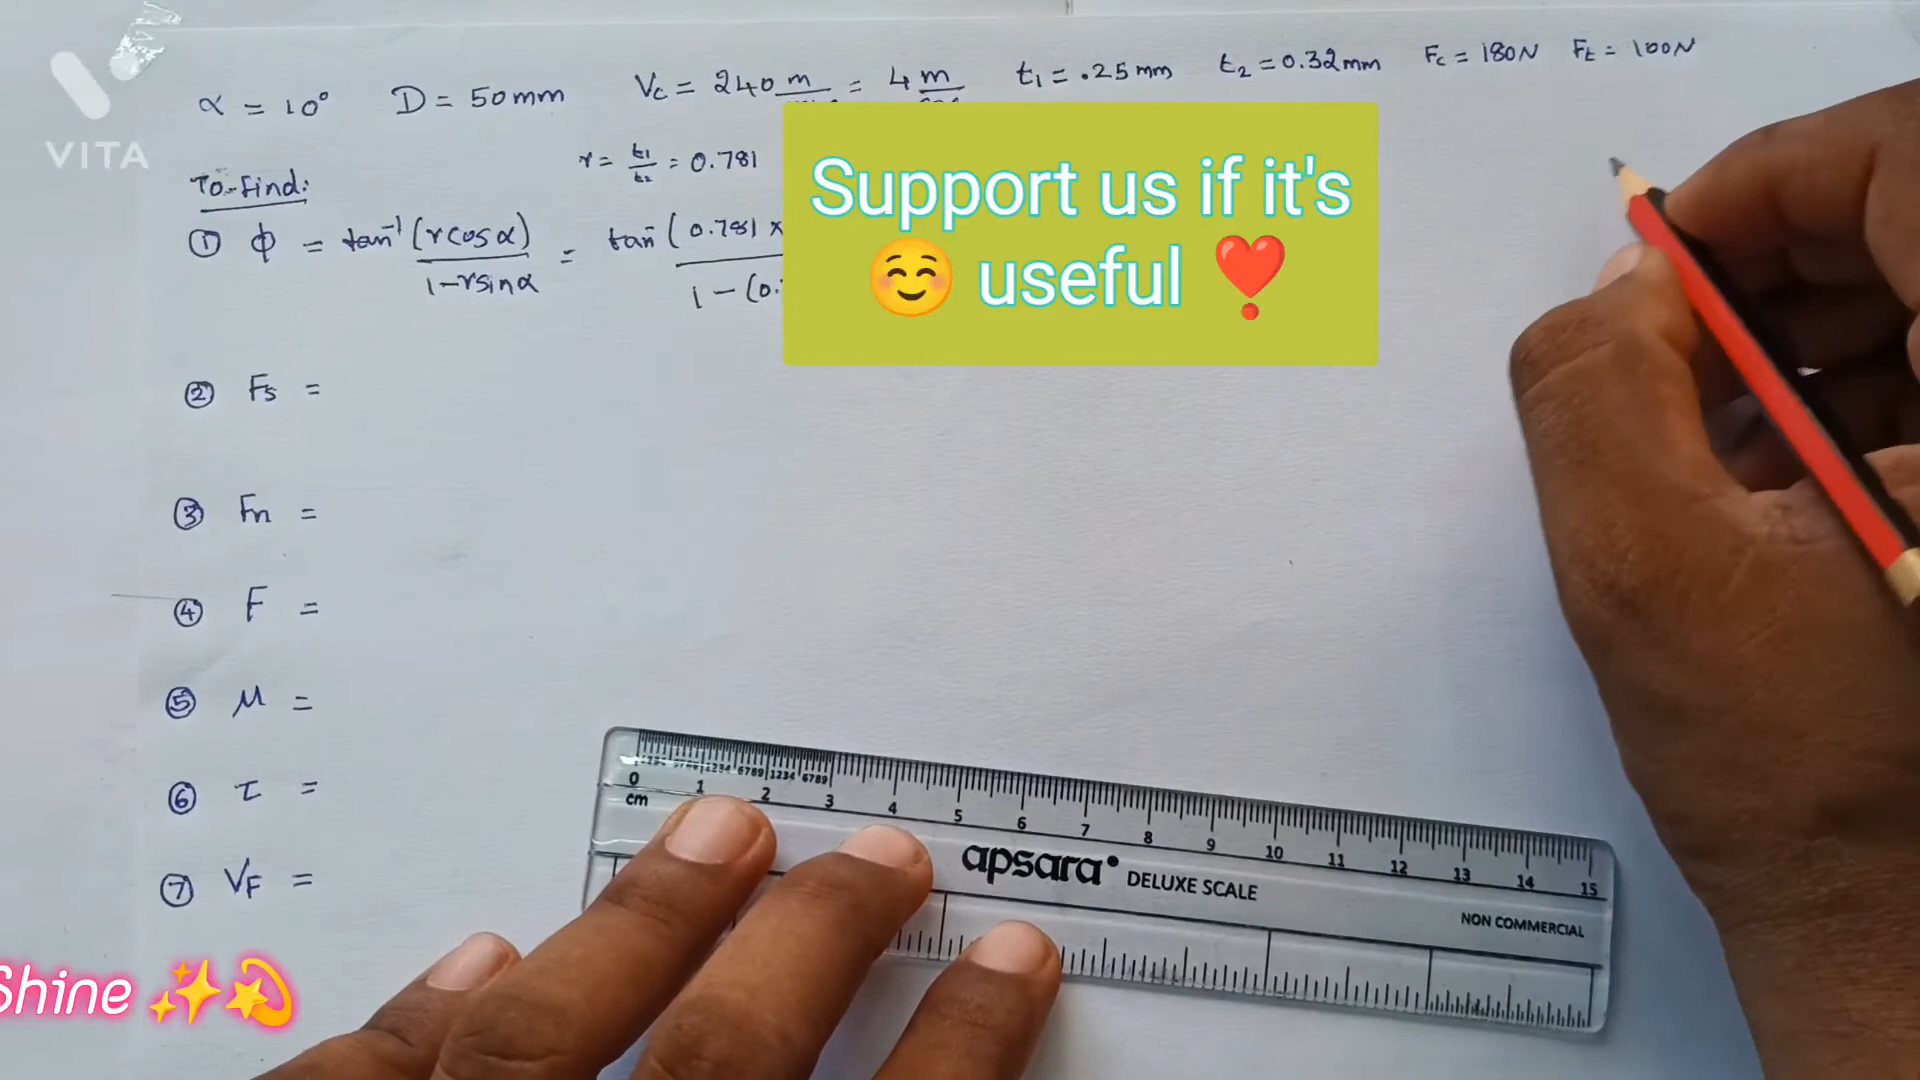 VITA
α = 10° D = 50mm Vc = 240 m = 4 m t₁ = .25mm t₂ = 0.32mm Fc = 180N Ft = 100N
r = t₁/t₂ = 0.781
To-find:
① ϕ = tan⁻¹ (r cos α) / 1-r sin α = tan⁻ (0.781 × / 1 - (0.
② Fs =
③ Fn =
④ F =
⑤ μ =
⑥ τ =
⑦ VF =
Support us if it's
☺️ useful ❣️
0 1 2 3 4 5 6 7 8 9 10 11 12 13 14 15
cm
apsara DELUXE SCALE
NON COMMERCIAL
Shine ✨💫